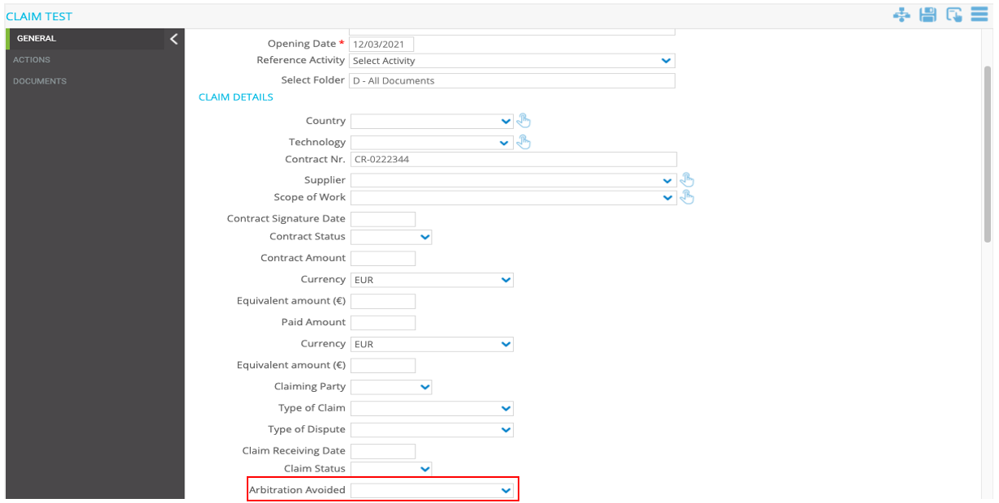 CLAIM TEST
GENERAL
ACTIONS
DOCUMENTS
Opening Date * 12/03/2021
Reference Activity Select Activity
Select Folder D - All Documents
CLAIM DETAILS
Country
Technology
Contract Nr. CR-0222344
Supplier
Scope of Work
Contract Signature Date
Contract Status
Contract Amount
Currency EUR
Equivalent amount (€)
Paid Amount
Currency EUR
Equivalent amount (€)
Claiming Party
Type of Claim
Type of Dispute
Claim Receiving Date
Claim Status
Arbitration Avoided